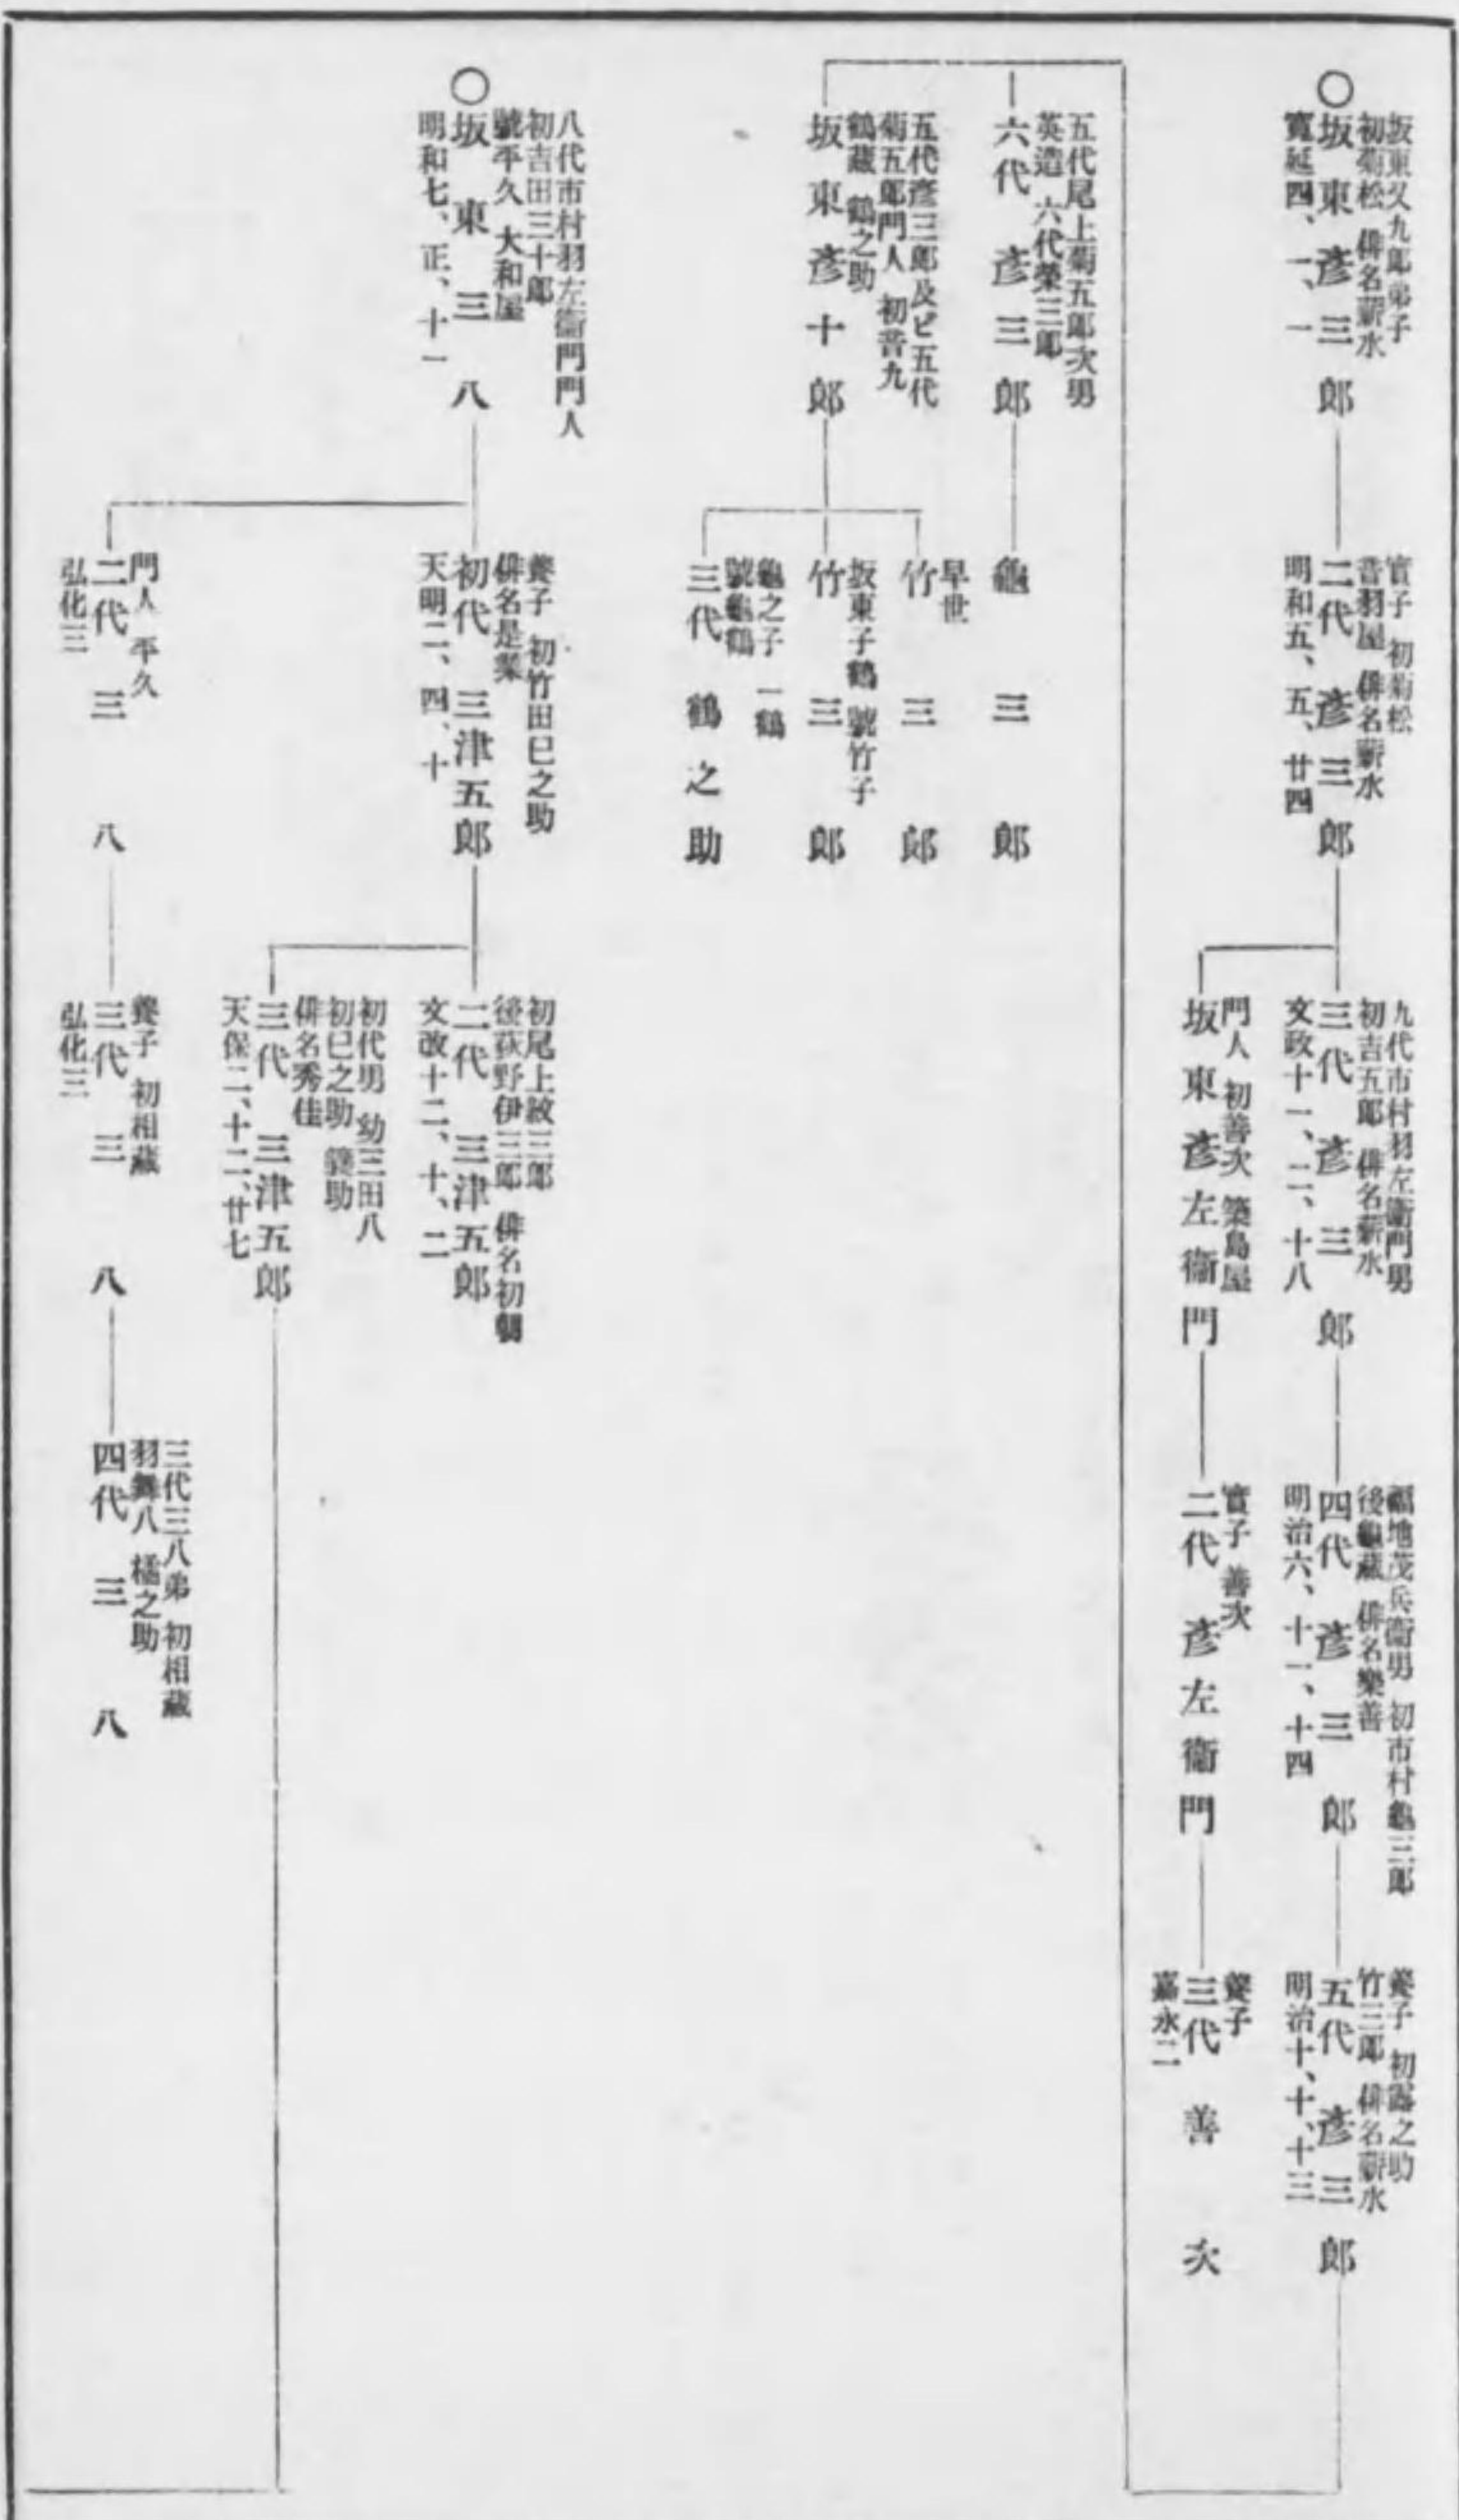 坂東又九郎弟子
初菊松 俳名薪水
○坂東彦三郎
寛延四、一、一
實子 初菊松
音羽屋 俳名薪水
二代 彦三郎
明和五、五、廿四
九代市村羽左衞門男
初吉五郎 俳名薪水
三代 彦三郎
文政十一、二、十八
福地茂兵衞男 初市村龜三郎
後龜藏 俳名樂善
四代 彦三郎
明治六、十一、十四
養子 初
竹三郎 俳名薪水
五代 彦三郎
明治十、十、十三
門人 初善次 築島屋
坂東彦左衞門
實子 善次
二代 彦左衞門
養子
三代 善次
嘉永二
五代尾上菊五郎次男
英造 六代榮三郎
六代 彦三郎
龜三郎
五代彦三郎及ビ五代
菊五郎門人 初音九
鶴藏 鶴之助
坂東彦十郎
早世
竹三郎
坂東子鶴 號竹子
竹三郎
龜之子 一鶴
號龜鶴
三代 鶴之助
八代市村羽左衞門門人
初吉田三十郎
號平久 大和屋
○坂東三八
明和七、正、十一
養子 初竹田巳之助
俳名是業
初代 三津五郎
天明二、四、十
初尾上紋三郎
後荻野伊三郎 俳名初朝
二代 三津五郎
文政十二、十、二
初代男 幼三田八
初巳之助 簑助
俳名秀佳
三代 三津五郎
天保二、十二、廿七
門人 平久
二代 三八
弘化三
養子 初相藏
三代 三八
弘化三
三代三八弟 初相藏
羽舞八 橘之助
四代 三八